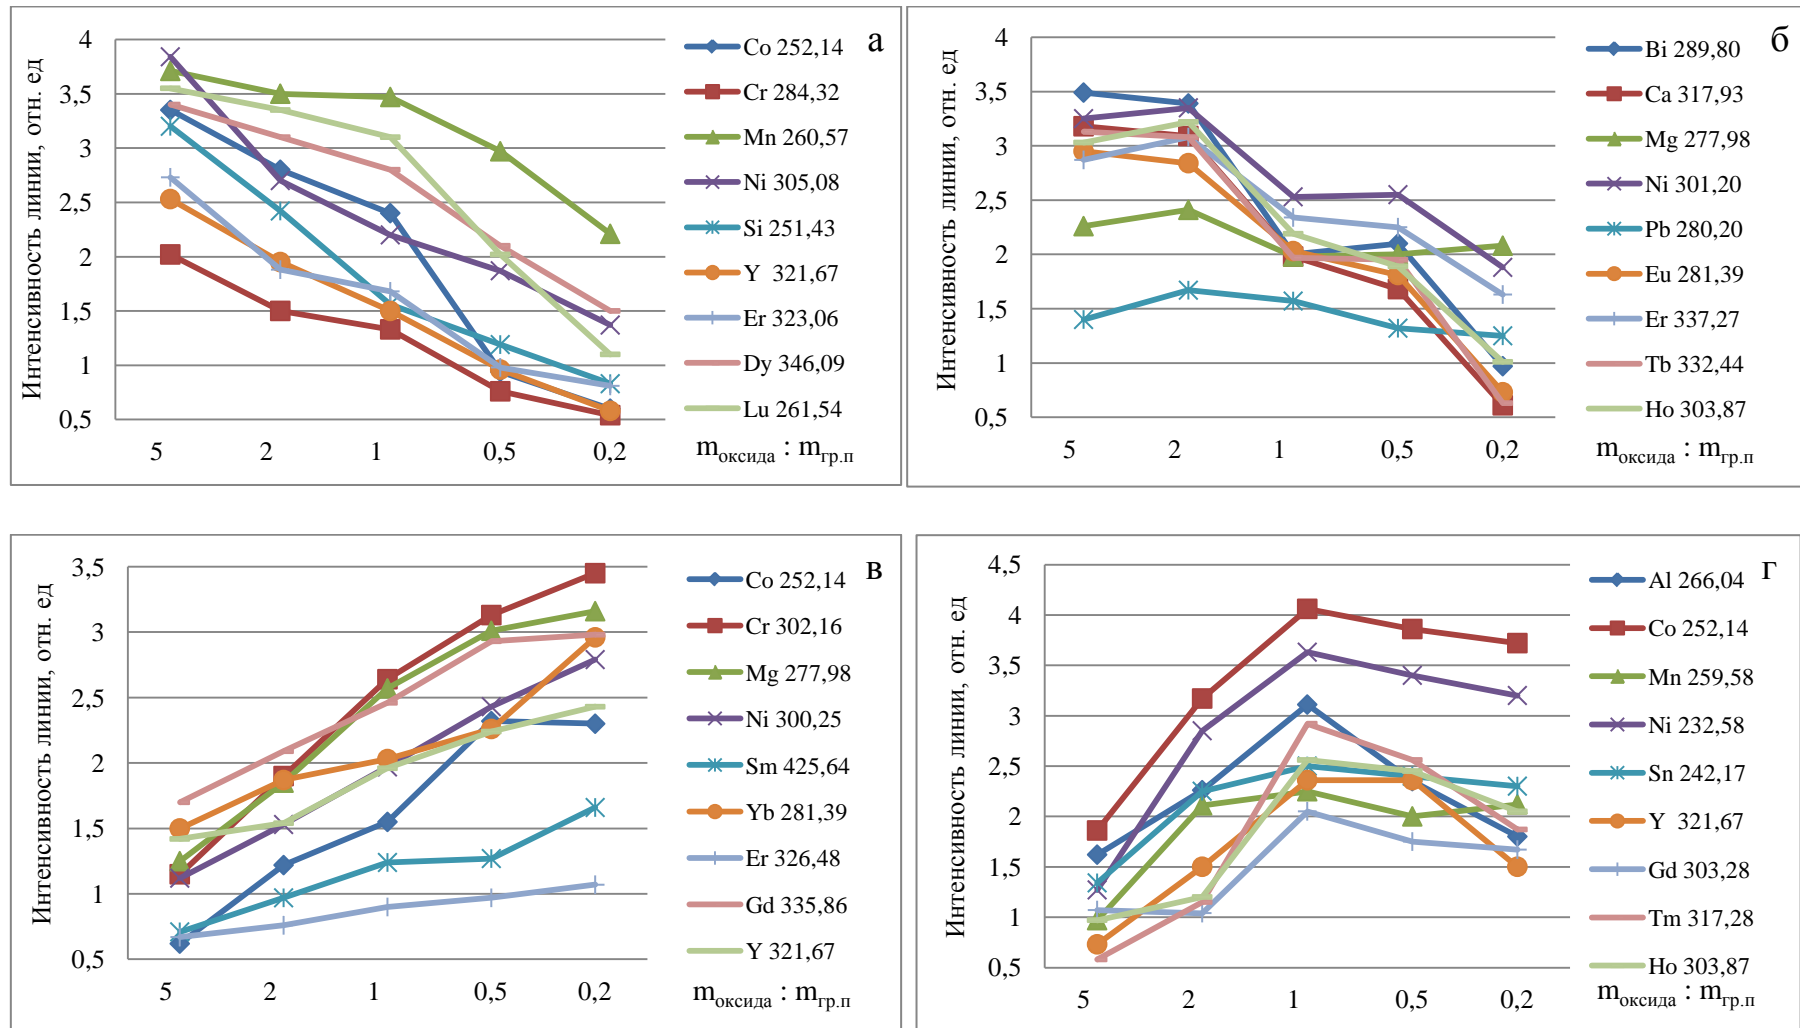 а
Интенсивность линии, отн. ед
4
3,5
3
2,5
2
1,5
1
0,5
5 2 1 0,5 0,2
mоксида : mгр.п
Co 252,14
Cr 284,32
Mn 260,57
Ni 305,08
Si 251,43
Y 321,67
Er 323,06
Dy 346,09
Lu 261,54
б
Интенсивность линии, отн. ед
4
3,5
3
2,5
2
1,5
1
0,5
5 2 1 0,5 0,2
mоксида : mгр.п
Bi 289,80
Ca 317,93
Mg 277,98
Ni 301,20
Pb 280,20
Eu 281,39
Er 337,27
Tb 332,44
Ho 303,87
в
Интенсивность линии, отн. ед
3,5
3
2,5
2
1,5
1
0,5
5 2 1 0,5 0,2
mоксида : mгр.п
Co 252,14
Cr 302,16
Mg 277,98
Ni 300,25
Sm 425,64
Yb 281,39
Er 326,48
Gd 335,86
Y 321,67
г
Интенсивность линии, отн. ед
4,5
4
3,5
3
2,5
2
1,5
1
0,5
5 2 1 0,5 0,2
mоксида : mгр.п
Al 266,04
Co 252,14
Mn 259,58
Ni 232,58
Sn 242,17
Y 321,67
Gd 303,28
Tm 317,28
Ho 303,87